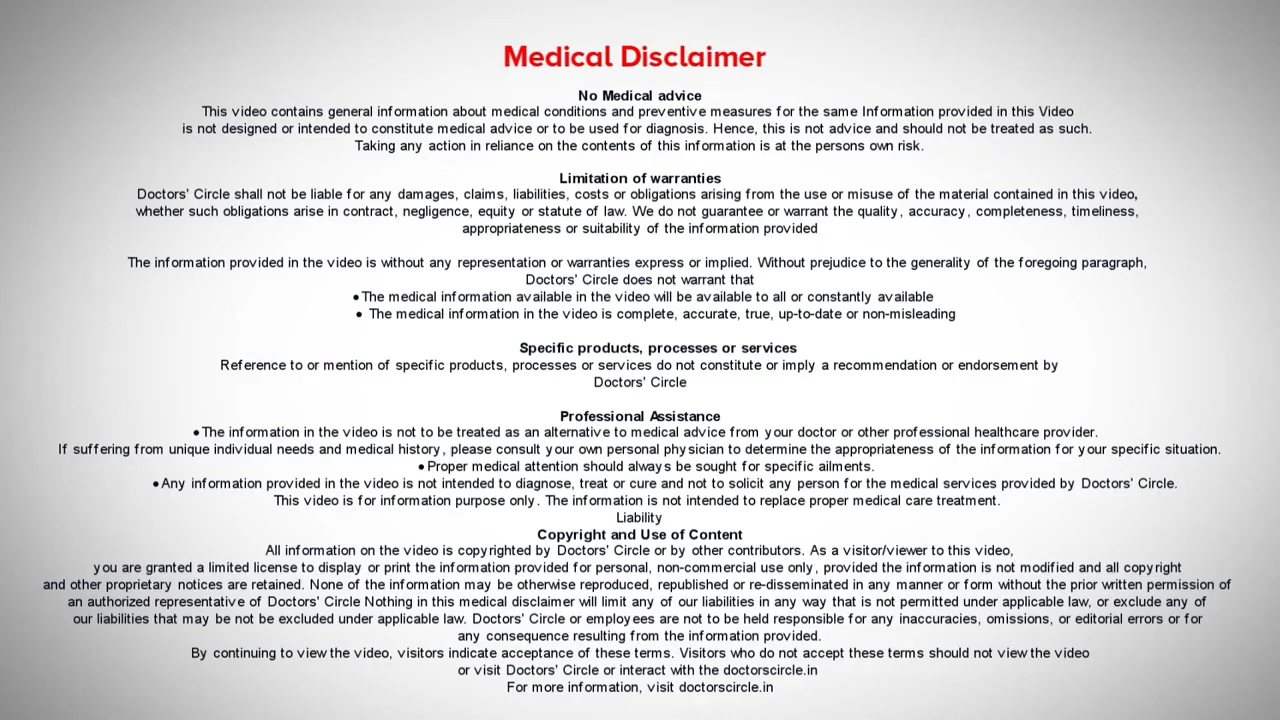 Medical Disclaimer
No Medical advice
This video contains general information about medical conditions and preventive measures for the same Information provided in this Video
is not designed or intended to constitute medical advice or to be used for diagnosis. Hence, this is not advice and should not be treated as such.
Taking any action in reliance on the contents of this information is at the persons own risk.
Limitation of warranties
Doctors' Circle shall not be liable for any damages, claims, liabilities, costs or obligations arising from the use or misuse of the material contained in this video,
whether such obligations arise in contract, negligence, equity or statute of law. We do not guarantee or warrant the quality, accuracy, completeness, timeliness,
appropriateness or suitability of the information provided
The information provided in the video is without any representation or warranties express or implied. Without prejudice to the generality of the foregoing paragraph,
Doctors' Circle does not warrant that
• The medical information available in the video will be available to all or constantly available
• The medical information in the video is complete, accurate, true, up-to-date or non-misleading
Specific products, processes or services
Reference to or mention of specific products, processes or services do not constitute or imply a recommendation or endorsement by
Doctors' Circle
Professional Assistance
• The information in the video is not to be treated as an alternative to medical advice from your doctor or other professional healthcare provider.
If suffering from unique individual needs and medical history, please consult your own personal physician to determine the appropriateness of the information for your specific situation.
• Proper medical attention should always be sought for specific ailments.
• Any information provided in the video is not intended to diagnose, treat or cure and not to solicit any person for the medical services provided by Doctors' Circle.
This video is for information purpose only. The information is not intended to replace proper medical care treatment.
Liability
Copyright and Use of Content
All information on the video is copyrighted by Doctors' Circle or by other contributors. As a visitor/viewer to this video,
you are granted a limited license to display or print the information provided for personal, non-commercial use only, provided the information is not modified and all copyright
and other proprietary notices are retained. None of the information may be otherwise reproduced, republished or re-disseminated in any manner or form without the prior written permission of
an authorized representative of Doctors' Circle Nothing in this medical disclaimer will limit any of our liabilities in any way that is not permitted under applicable law, or exclude any of
our liabilities that may be not be excluded under applicable law. Doctors' Circle or employees are not to be held responsible for any inaccuracies, omissions, or editorial errors or for
any consequence resulting from the information provided.
By continuing to view the video, visitors indicate acceptance of these terms. Visitors who do not accept these terms should not view the video
or visit Doctors' Circle or interact with the doctorscircle.in
For more information, visit doctorscircle.in